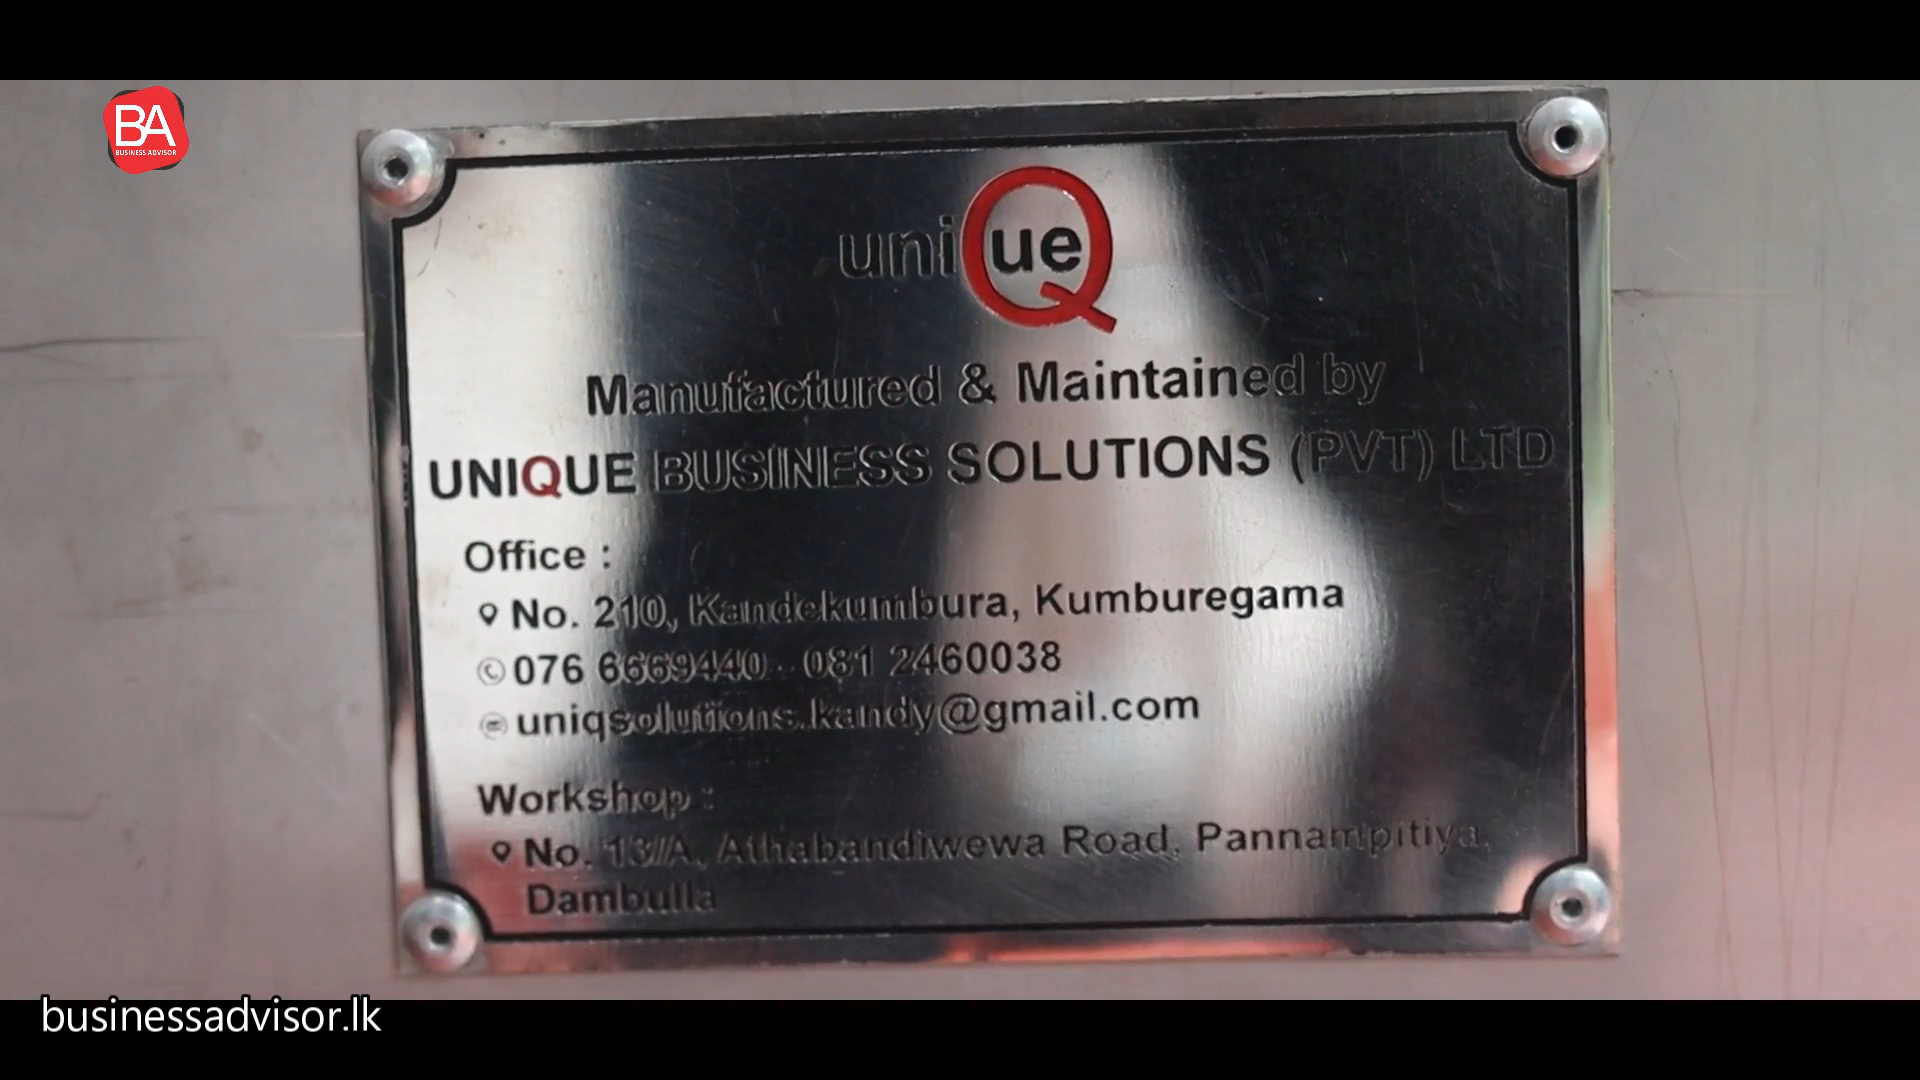 BA
BUSINESS ADVISOR
uniQue
Manufactured & Maintained by
UNIQUE BUSINESS SOLUTIONS (PVT) LTD
Office :
No. 210, Kandekumbura, Kumburegama
076 6669440 - 081 2460038
uniqsolutions.kandy@gmail.com
Workshop :
No. 13/A, Athabandiwewa Road, Pannampitiya,
Dambulla
businessadvisor.lk